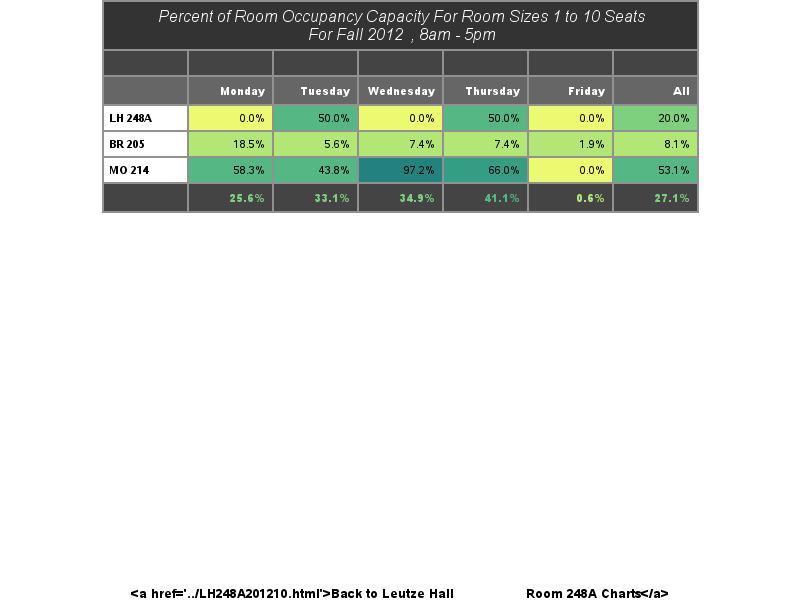 Percent of Room Occupancy Capacity For Room Sizes 1 to 10 Seats
For Fall 2012 , 8am - 5pm
Monday Tuesday Wednesday Thursday Friday All
LH 248A 0.0% 50.0% 0.0% 50.0% 0.0% 20.0%
BR 205 18.5% 5.6% 7.4% 7.4% 1.9% 8.1%
MO 214 58.3% 43.8% 97.2% 66.0% 0.0% 53.1%
25.6% 33.1% 34.9% 41.1% 0.6% 27.1%
<a href='../LH248A201210.html'>Back to Leutze Hall Room 248A Charts</a>